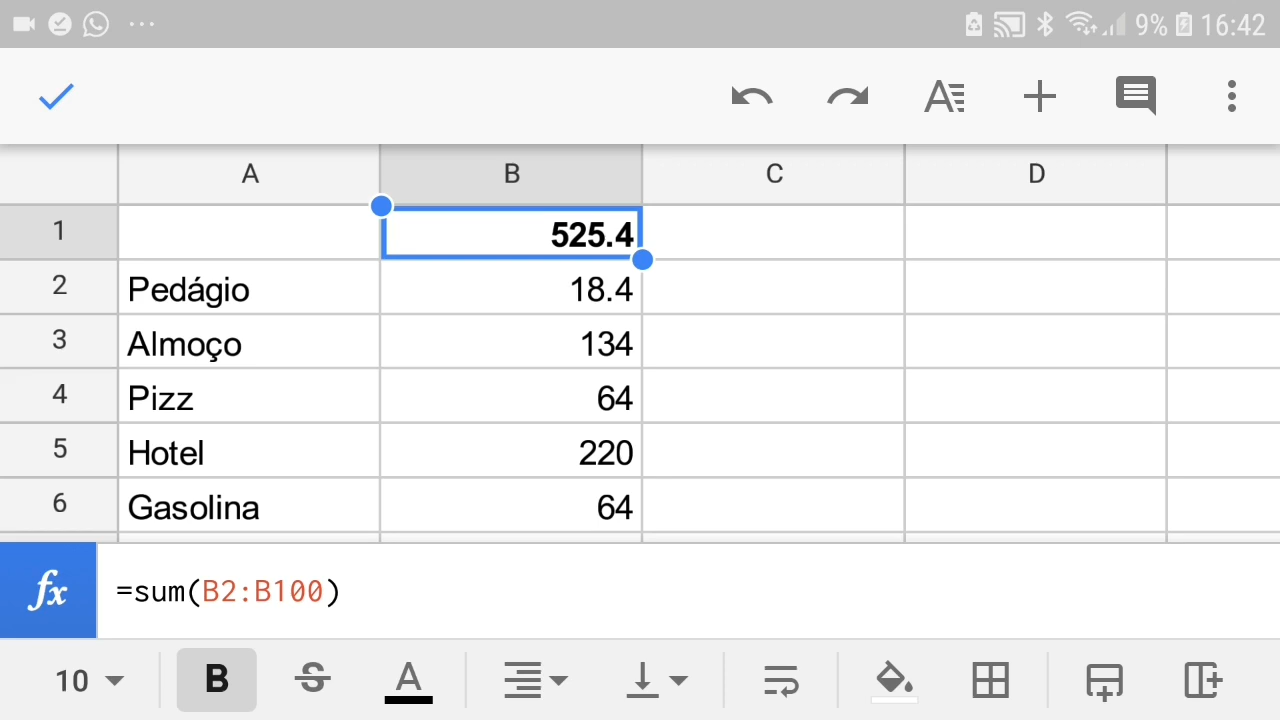 9% 16:42
A B C D
1 525.4
2 Pedágio 18.4
3 Almoço 134
4 Pizz 64
5 Hotel 220
6 Gasolina 64
fx =sum(B2:B100)
10 B S A